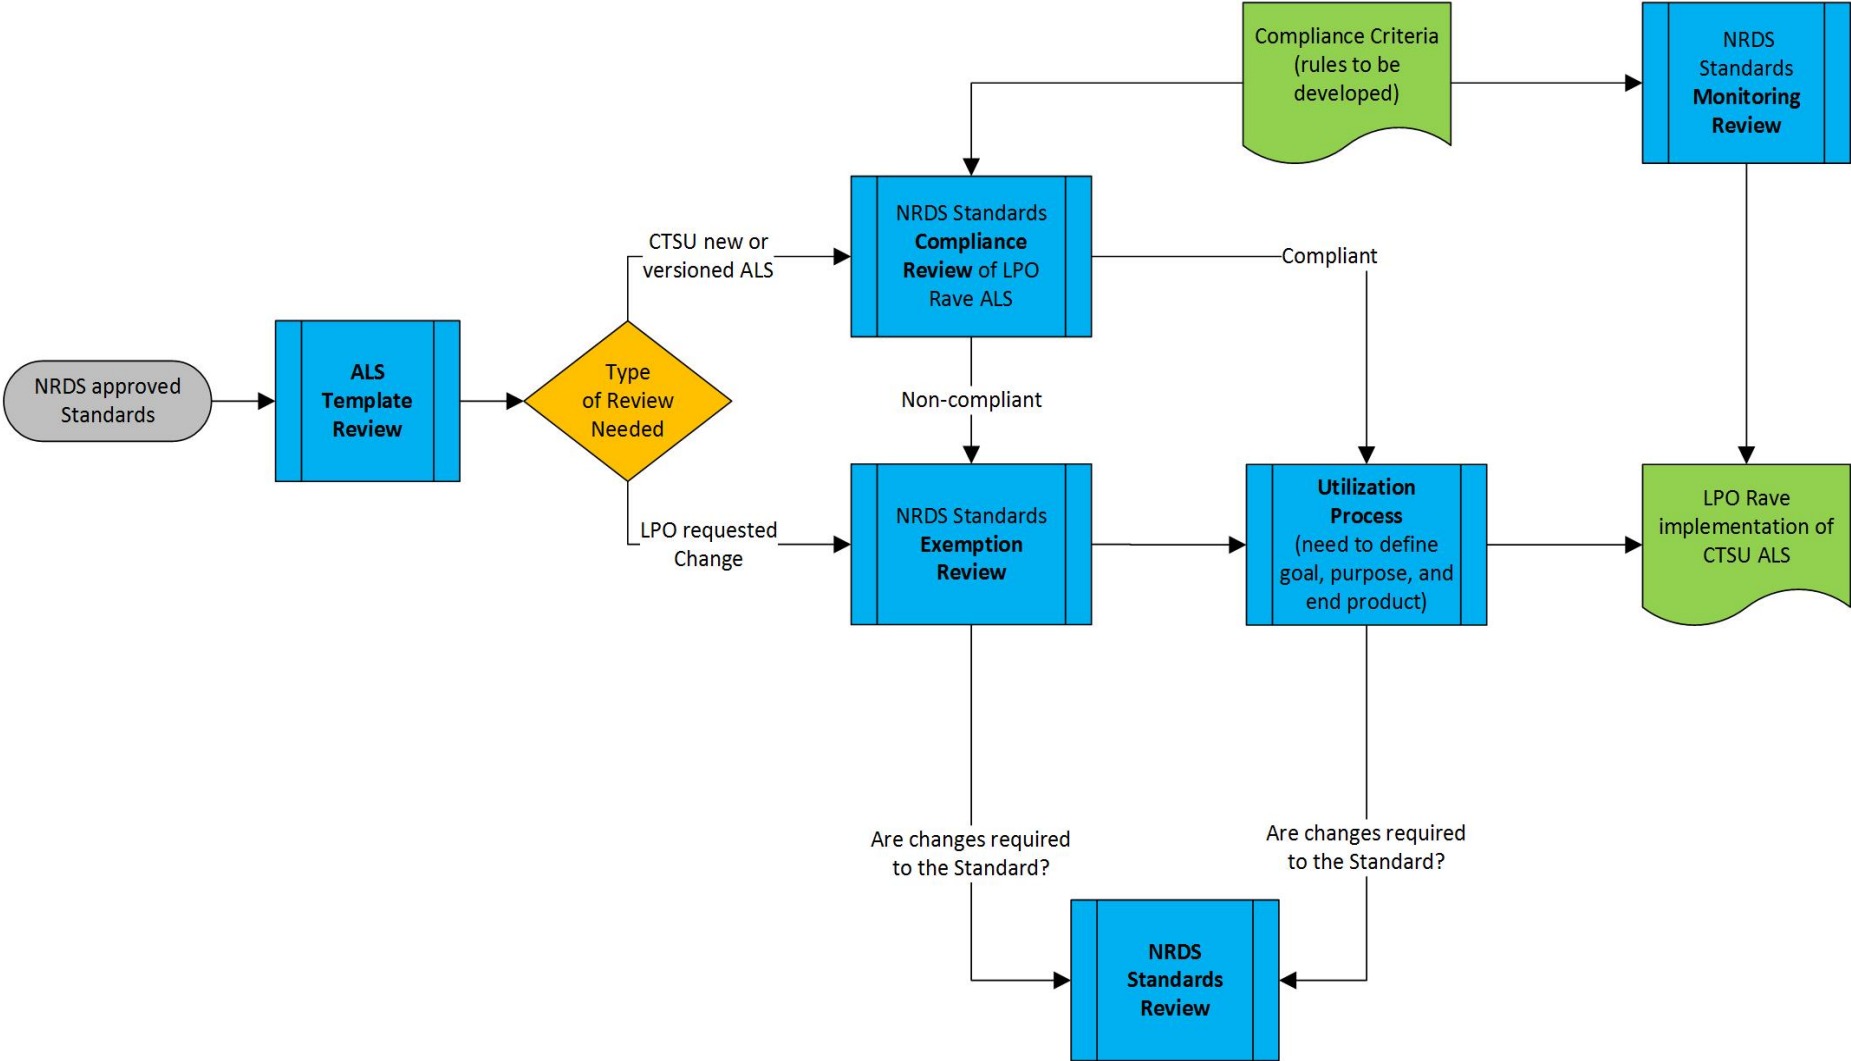 Compliance Criteria
(rules to be
developed)
NRDS
Standards
Monitoring
Review
NRDS Standards
Compliance
Review of LPO
Rave ALS
CTSU new or
versioned ALS
Compliant
NRDS approved
Standards
ALS
Template
Review
Type
of Review
Needed
Non-compliant
LPO requested
Change
NRDS Standards
Exemption
Review
Utilization
Process
(need to define
goal, purpose, and
end product)
LPO Rave
implementation of
CTSU ALS
Are changes required
to the Standard?
Are changes required
to the Standard?
NRDS
Standards
Review